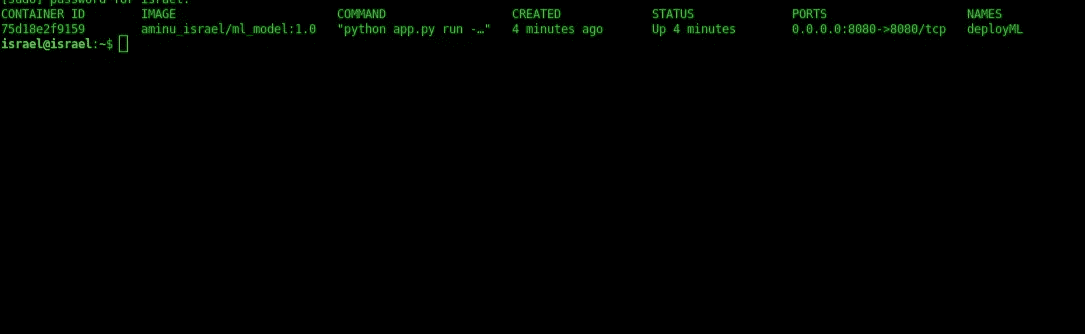 [sudo] password for israel:
CONTAINER ID IMAGE COMMAND CREATED STATUS PORTS NAMES
75d18e2f9159 aminu_israel/ml_model:1.0 "python app.py run -…" 4 minutes ago Up 4 minutes 0.0.0.0:8080->8080/tcp deployML
israel@israel:~$